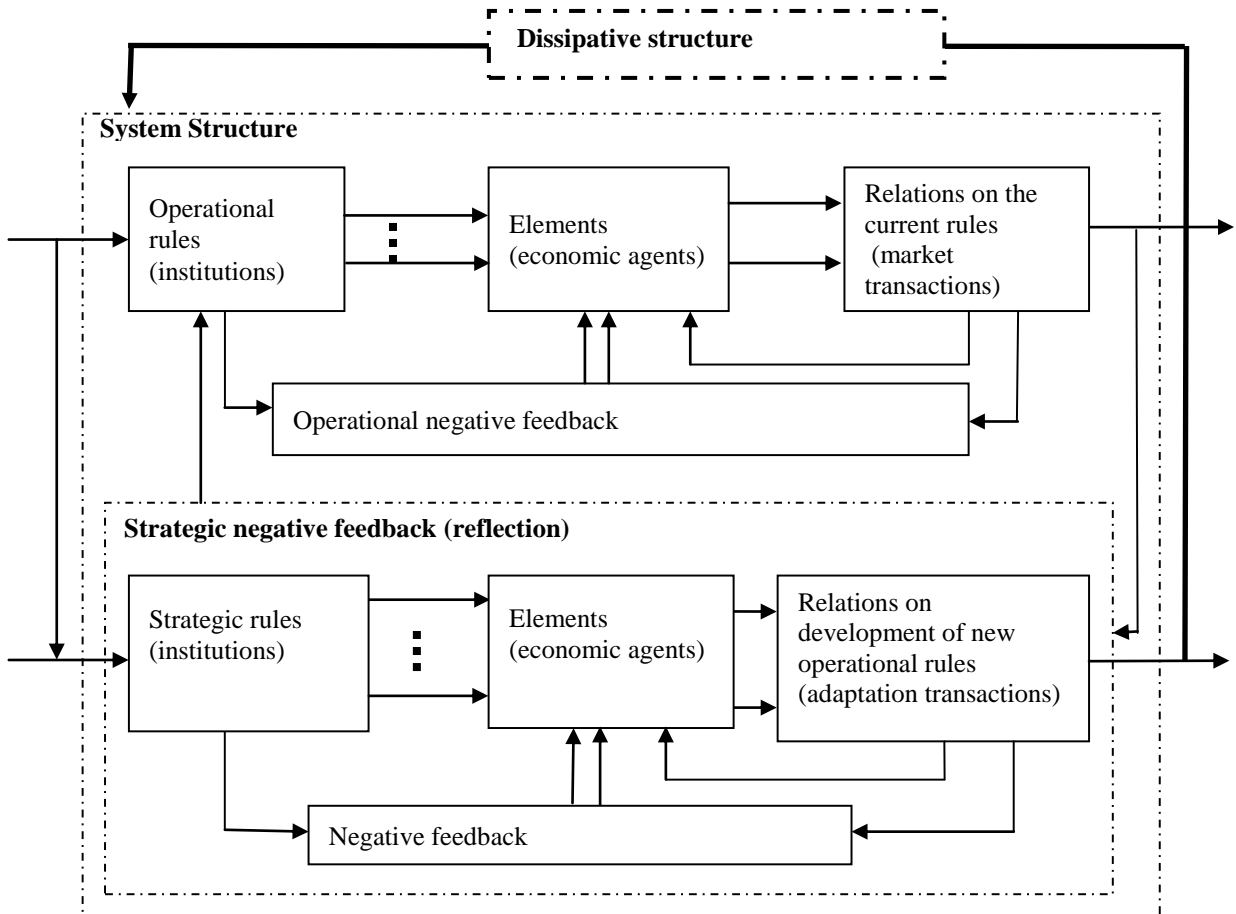 Dissipative structure
System Structure
Operational
rules
(institutions)
Elements
(economic agents)
Relations on the
current rules
(market
transactions)
Operational negative feedback
Strategic negative feedback (reflection)
Strategic rules
(institutions)
Elements
(economic agents)
Relations on
development of new
operational rules
(adaptation transactions)
Negative feedback